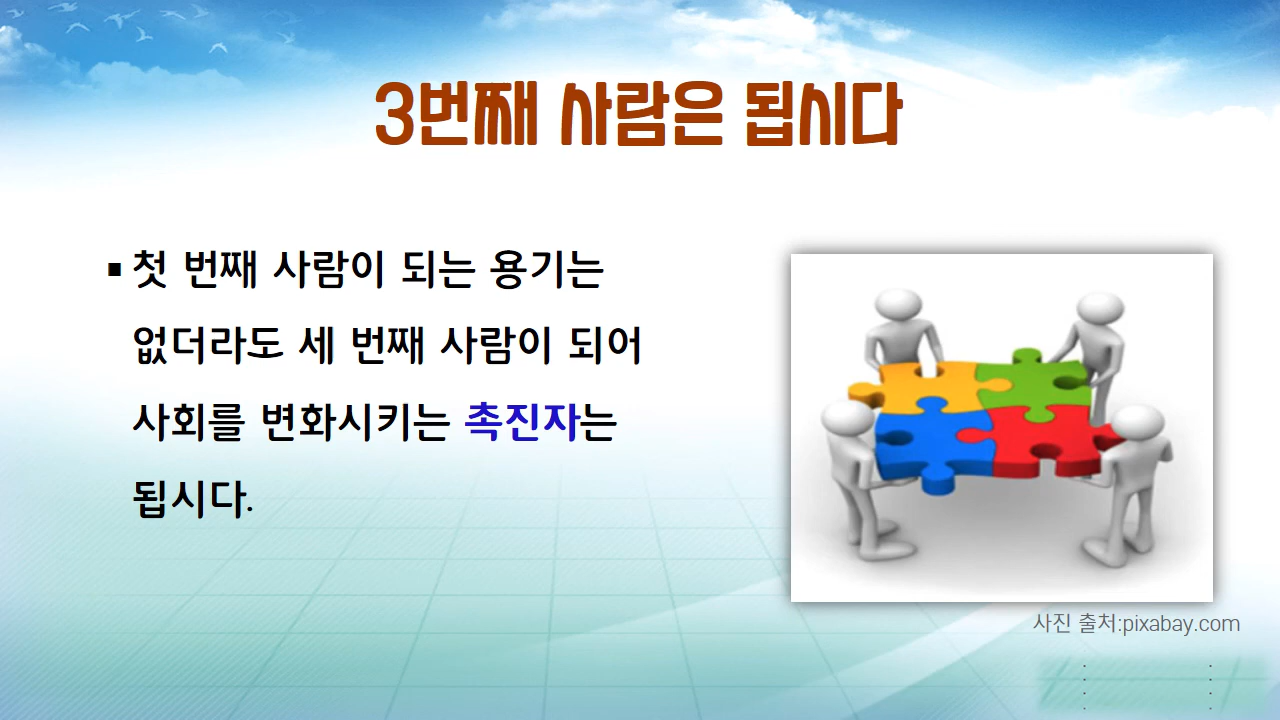 3번째 사람은 됩시다
▪ 첫 번째 사람이 되는 용기는
없더라도 세 번째 사람이 되어
사회를 변화시키는 촉진자는
됩시다.
사진 출처:pixabay.com